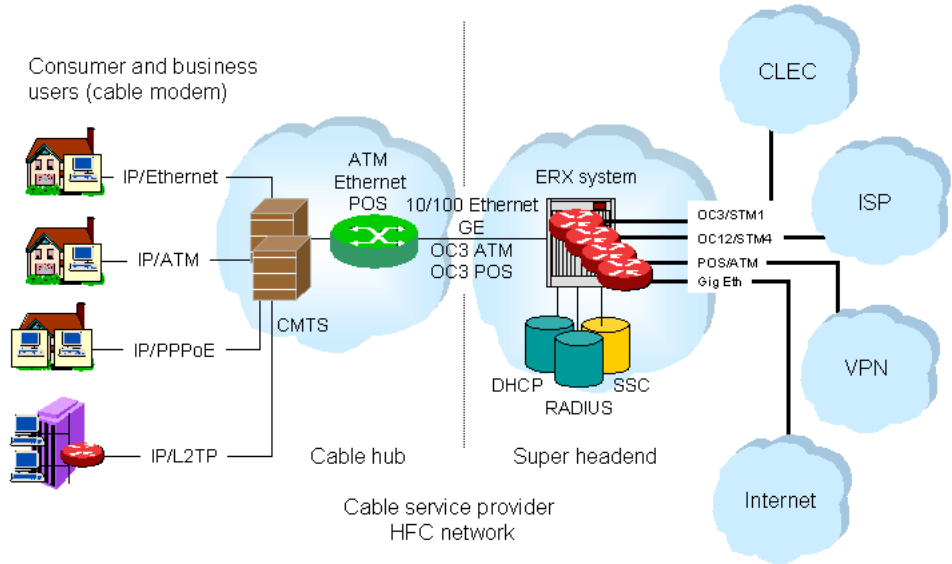 Consumer and business
users (cable modem)
IP/Ethernet
IP/ATM
IP/PPPoE
IP/L2TP
CMTS
ATM
Ethernet
POS
Cable hub
10/100 Ethernet
GE
OC3 ATM
OC3 POS
ERX system
DHCP
RADIUS
SSC
Super headend
OC3/STM1
OC12/STM4
POS/ATM
Gig Eth
CLEC
ISP
VPN
Internet
Cable service provider
HFC network